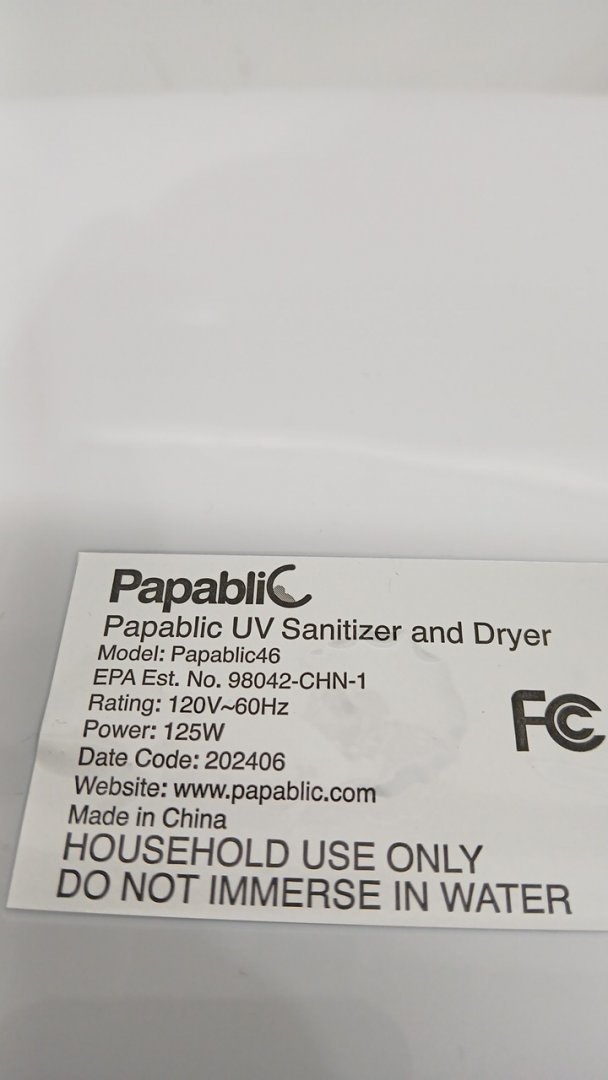 Papablic
Papablic UV Sanitizer and Dryer
Model: Papablic46
EPA Est. No. 98042-CHN-1
Rating: 120V~60Hz
Power: 125W
Date Code: 202406
Website: www.papablic.com
Made in China
HOUSEHOLD USE ONLY
DO NOT IMMERSE IN WATER
FC